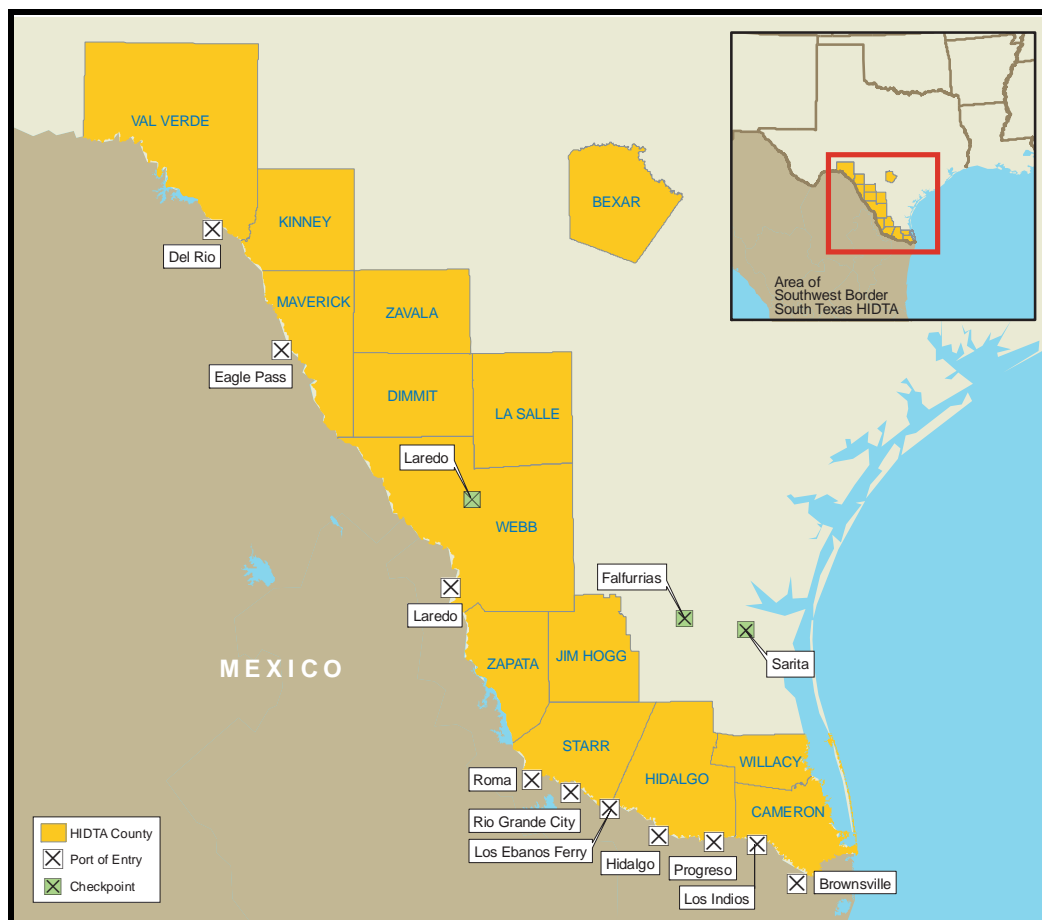 VAL VERDE
BEXAR
KINNEY
Del Rio
MAVERICK
ZAVALA
Area of
Southwest Border
South Texas HIDTA
Eagle Pass
DIMMIT
LA SALLE
Laredo
WEBB
Falfurrias
Laredo
Sarita
MEXICO
ZAPATA
JIM HOGG
STARR
WILLACY
Roma
HIDALGO
CAMERON
Rio Grande City
Los Ebanos Ferry
Hidalgo
Progreso
Los Indios
Brownsville
HIDTA County
Port of Entry
Checkpoint